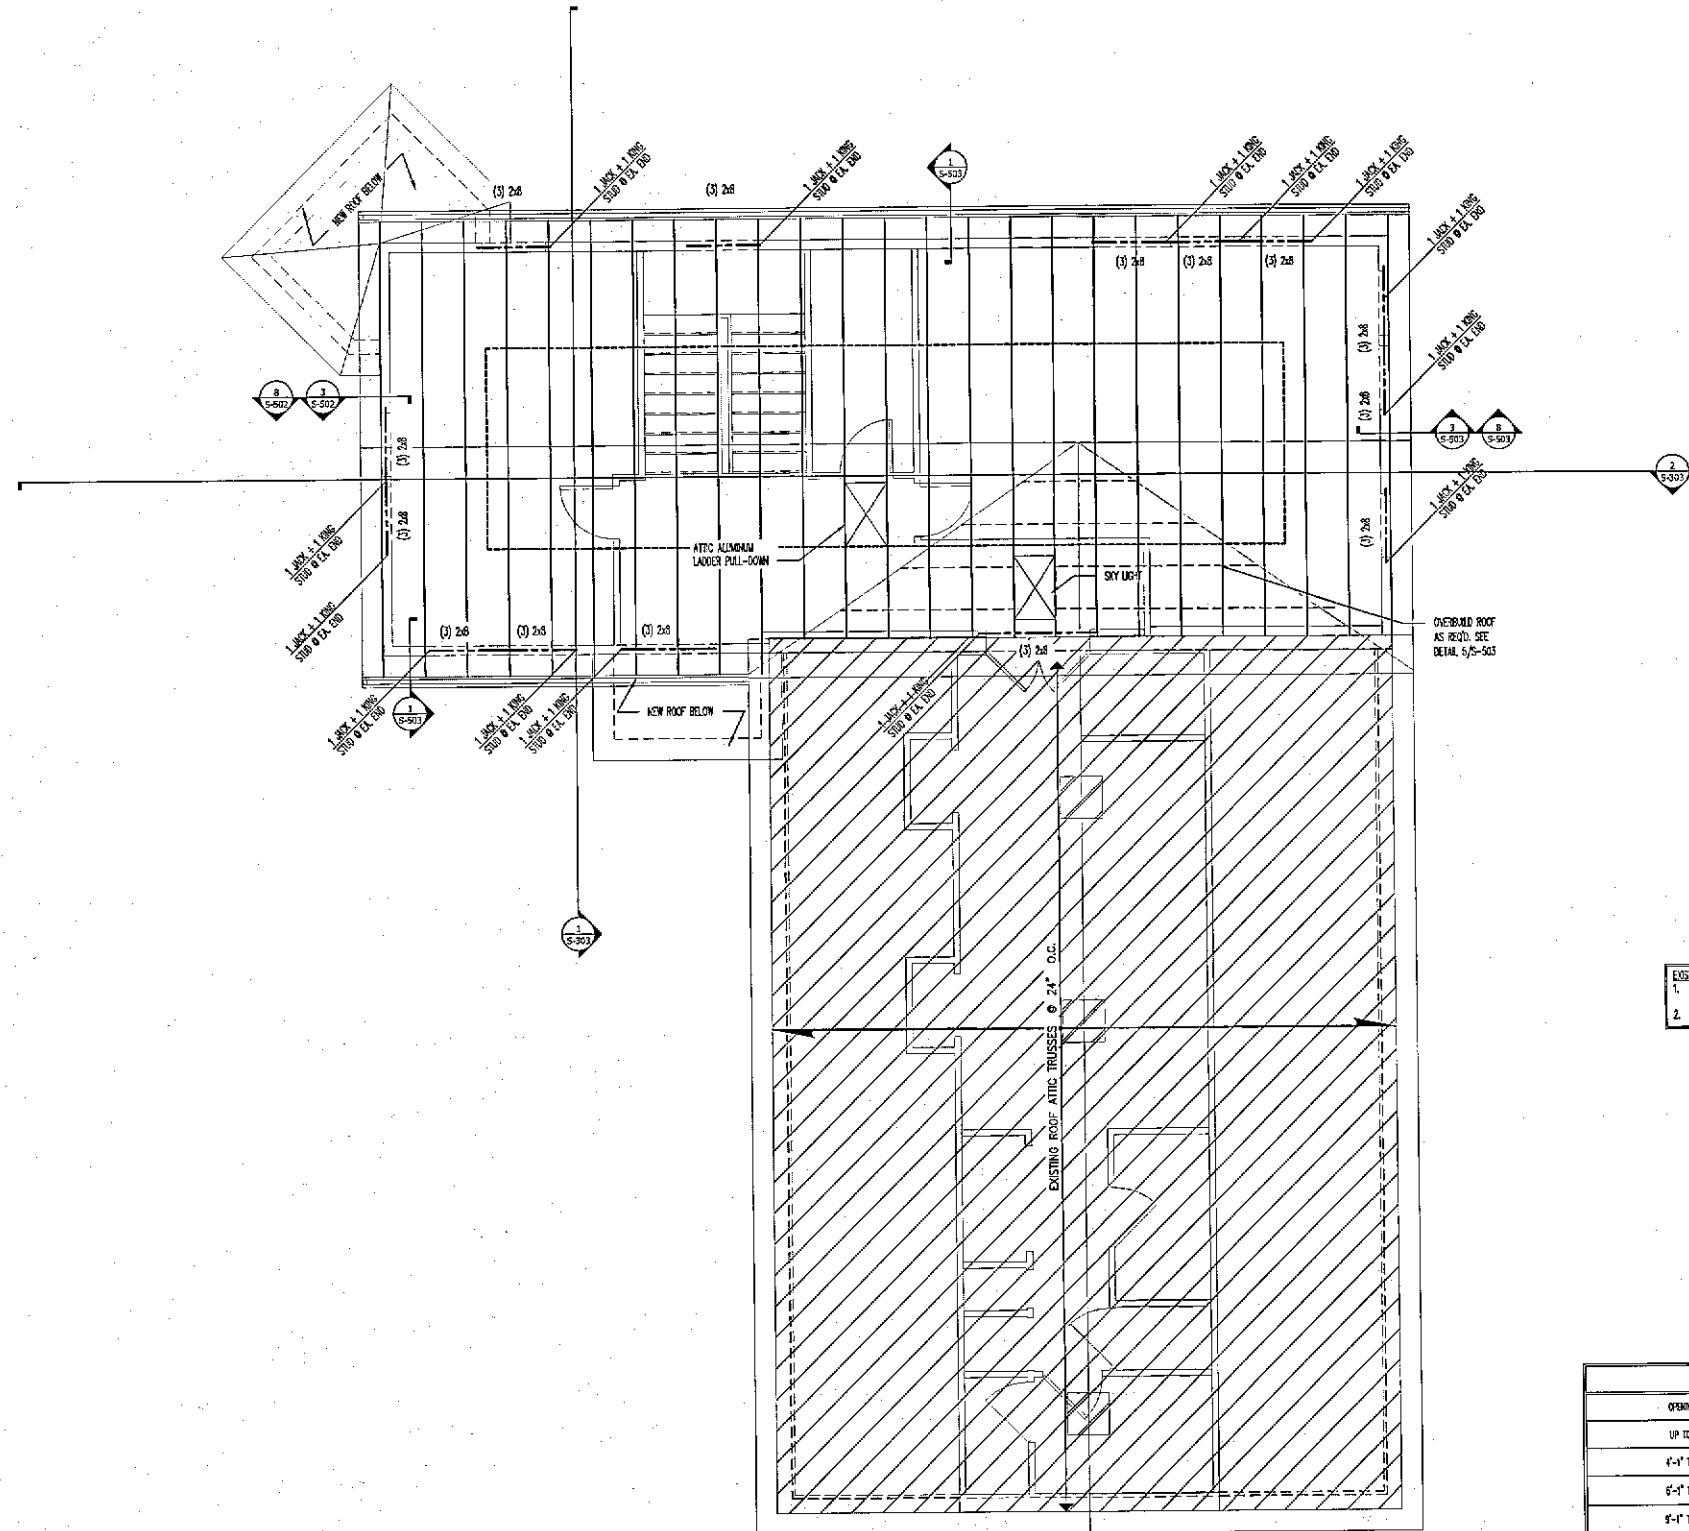 1 JACK + 1 KING
STUD @ EA. END
1 JACK + 1 KING
STUD @ EA. END
1
S-503
1 JACK + 1 KING
STUD @ EA. END
1 JACK + 1 KING
STUD @ EA. END
1 JACK + 1 KING
STUD @ EA. END
NEW ROOF BELOW
(3) 2x8
(3) 2x8
1 JACK + 1 KING
STUD @ EA. END
(3) 2x8
(3) 2x8
(3) 2x8
(3) 2x8
1 JACK + 1 KING
STUD @ EA. END
8
S-502
3
S-502
(3) 2x8
3
S-503
8
S-503
(3) 2x8
2
S-303
1 JACK + 1 KING
STUD @ EA. END
(3) 2x8
(3) 2x8
1 JACK + 1 KING
STUD @ EA. END
ATTIC ALUMINUM
LADDER PULL-DOWN
SKY LIGHT
1 JACK + 1 KING
STUD @ EA. END
(3) 2x8
(3) 2x8
(3) 2x8
(3) 2x8
OVERBUILD ROOF
AS REQ'D. SEE
DETAIL 5/S-503
1 JACK + 1 KING
STUD @ EA. END
1
S-503
1 JACK + 1 KING
STUD @ EA. END
1 JACK + 1 KING
STUD @ EA. END
NEW ROOF BELOW
1 JACK + 1 KING
STUD @ EA. END
1
S-303
EXISTING ROOF ATTIC TRUSSES @ 24" O.C.
1.
2.
UP TO